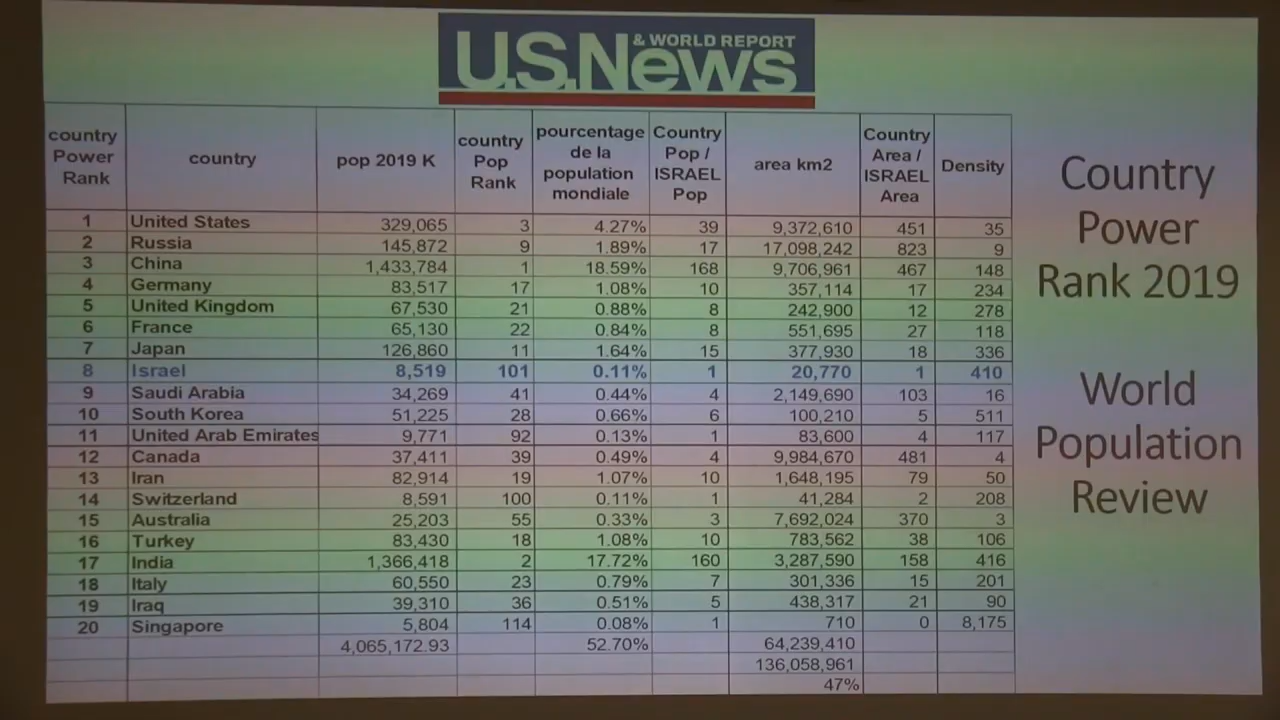 U.S.News
& WORLD REPORT
country Power Rank country pop 2019 K country Pop Rank pourcentage de la population mondiale Country Pop / ISRAEL Pop area km2 Country Area / ISRAEL Area Density
1 United States 329,065 3 4.27% 39 9,372,610 451 35
2 Russia 145,872 9 1.89% 17 17,098,242 823 9
3 China 1,433,784 1 18.59% 168 9,706,961 467 148
4 Germany 83,517 17 1.08% 10 357,114 17 234
5 United Kingdom 67,530 21 0.88% 8 242,900 12 278
6 France 65,130 22 0.84% 8 551,695 27 118
7 Japan 126,860 11 1.64% 15 377,930 18 336
8 Israel 8,519 101 0.11% 1 20,770 1 410
9 Saudi Arabia 34,269 41 0.44% 4 2,149,690 103 16
10 South Korea 51,225 28 0.66% 6 100,210 5 511
11 United Arab Emirates 9,771 92 0.13% 1 83,600 4 117
12 Canada 37,411 39 0.49% 4 9,984,670 481 4
13 Iran 82,914 19 1.07% 10 1,648,195 79 50
14 Switzerland 8,591 100 0.11% 1 41,284 2 208
15 Australia 25,203 55 0.33% 3 7,692,024 370 3
16 Turkey 83,430 18 1.08% 10 783,562 38 106
17 India 1,366,418 2 17.72% 160 3,287,590 158 416
18 Italy 60,550 23 0.79% 7 301,336 15 201
19 Iraq 39,310 36 0.51% 5 438,317 21 90
20 Singapore 5,804 114 0.08% 1 710 0 8,175
4,065,172.93 52.70% 64,239,410
136,058,961
47%
Country
Power
Rank 2019
World
Population
Review